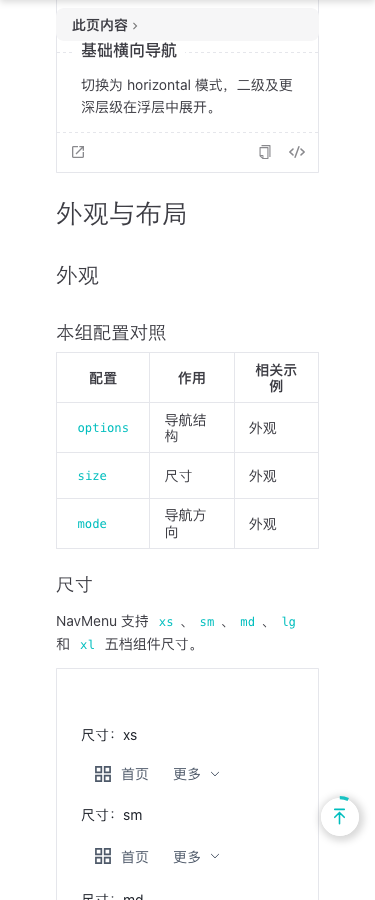 此页内容
基础横向导航
切换为 horizontal 模式，二级及更
深层级在浮层中展开。
外观与布局
外观
本组配置对照
配置 作用 相关示
例
options 导航结
构 外观
size 尺寸 外观
mode 导航方
向 外观
尺寸
NavMenu 支持 xs 、 sm 、 md 、 lg
和 xl 五档组件尺寸。
尺寸：xs
首页 更多
尺寸：sm
首页 更多
尺寸：md